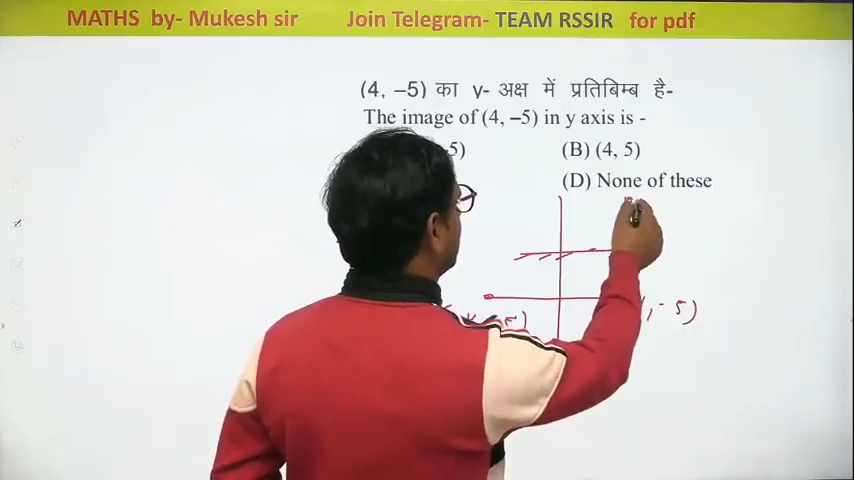 MATHS by- Mukesh sir Join Telegram- TEAM RSSIR for pdf
(4, –5) का y- अक्ष में प्रतिबिम्ब है-
The image of (4, –5) in y axis is -
5)
(B) (4, 5)
(D) None of these
, -5)